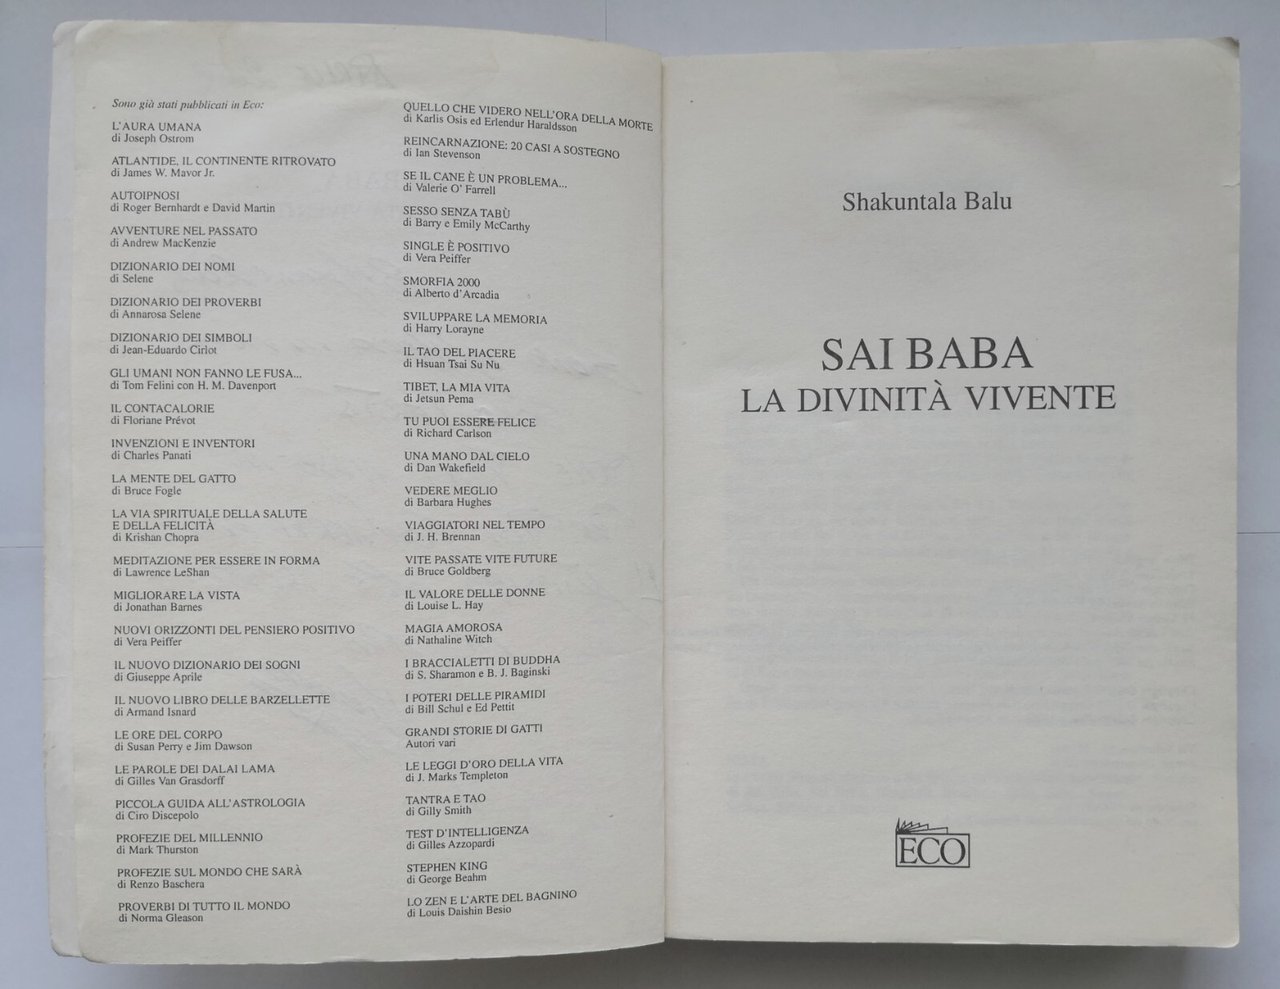 Sono già stati pubblicati in Eco:
L'AURA UMANA
di Joseph Ostrom
ATLANTIDE, IL CONTINENTE RITROVATO
di James W. Mavor Jr.
AUTOIPNOSI
di Roger Bernhardt e David Martin
AVVENTURE NEL PASSATO
di Andrew MacKenzie
DIZIONARIO DEI NOMI
di Selene
DIZIONARIO DEI PROVERBI
di Annarosa Selene
DIZIONARIO DEI SIMBOLI
di Jean-Eduardo Cirlot
GLI UMANI NON FANNO LE FUSA...
di Tom Felini con H. M. Davenport
IL CONTACALORIE
di Floriane Prévot
INVENZIONI E INVENTORI
di Charles Panati
LA MENTE DEL GATTO
di Bruce Fogle
LA VIA SPIRITUALE DELLA SALUTE
E DELLA FELICITÀ
di Krishan Chopra
MEDITAZIONE PER ESSERE IN FORMA
di Lawrence LeShan
MIGLIORARE LA VISTA
di Jonathan Barnes
NUOVI ORIZZONTI DEL PENSIERO POSITIVO
di Vera Peiffer
IL NUOVO DIZIONARIO DEI SOGNI
di Giuseppe Aprile
IL NUOVO LIBRO DELLE BARZELLETTE
di Armand Isnard
LE ORE DEL CORPO
di Susan Perry e Jim Dawson
LE PAROLE DEI DALAI LAMA
di Gilles Van Grasdorff
PICCOLA GUIDA ALL'ASTROLOGIA
di Ciro Discepolo
PROFEZIE DEL MILLENNIO
di Mark Thurston
PROFEZIE SUL MONDO CHE SARÀ
di Renzo Baschera
PROVERBI DI TUTTO IL MONDO
di Norma Gleason
QUELLO CHE VIDERO NELL'ORA DELLA MORTE
di Karlis Osis ed Erlendur Haraldsson
REINCARNAZIONE: 20 CASI A SOSTEGNO
di Ian Stevenson
SE IL CANE È UN PROBLEMA...
di Valerie O' Farrell
SESSO SENZA TABÙ
di Barry e Emily McCarthy
SINGLE È POSITIVO
di Vera Peiffer
SMORFIA 2000
di Alberto d'Arcadia
SVILUPPARE LA MEMORIA
di Harry Lorayne
IL TAO DEL PIACERE
di Hsuan Tsai Su Nu
TIBET, LA MIA VITA
di Jetsun Pema
TU PUOI ESSERE FELICE
di Richard Carlson
UNA MANO DAL CIELO
di Dan Wakefield
VEDERE MEGLIO
di Barbara Hughes
VIAGGIATORI NEL TEMPO
di J. H. Brennan
VITE PASSATE VITE FUTURE
di Bruce Goldberg
IL VALORE DELLE DONNE
di Louise L. Hay
MAGIA AMOROSA
di Nathaline Witch
I BRACCIALETTI DI BUDDHA
di S. Sharamon e B. J. Baginski
I POTERI DELLE PIRAMIDI
di Bill Schul e Ed Pettit
GRANDI STORIE DI GATTI
Autori vari
LE LEGGI D'ORO DELLA VITA
di J. Marks Templeton
TANTRA E TAO
di Gilly Smith
TEST D'INTELLIGENZA
di Gilles Azzopardi
STEPHEN KING
di George Beahm
LO ZEN E L'ARTE DEL BAGNINO
di Louis Daishin Besio
Shakuntala Balu
SAI BABA
LA DIVINITÀ VIVENTE
ECO